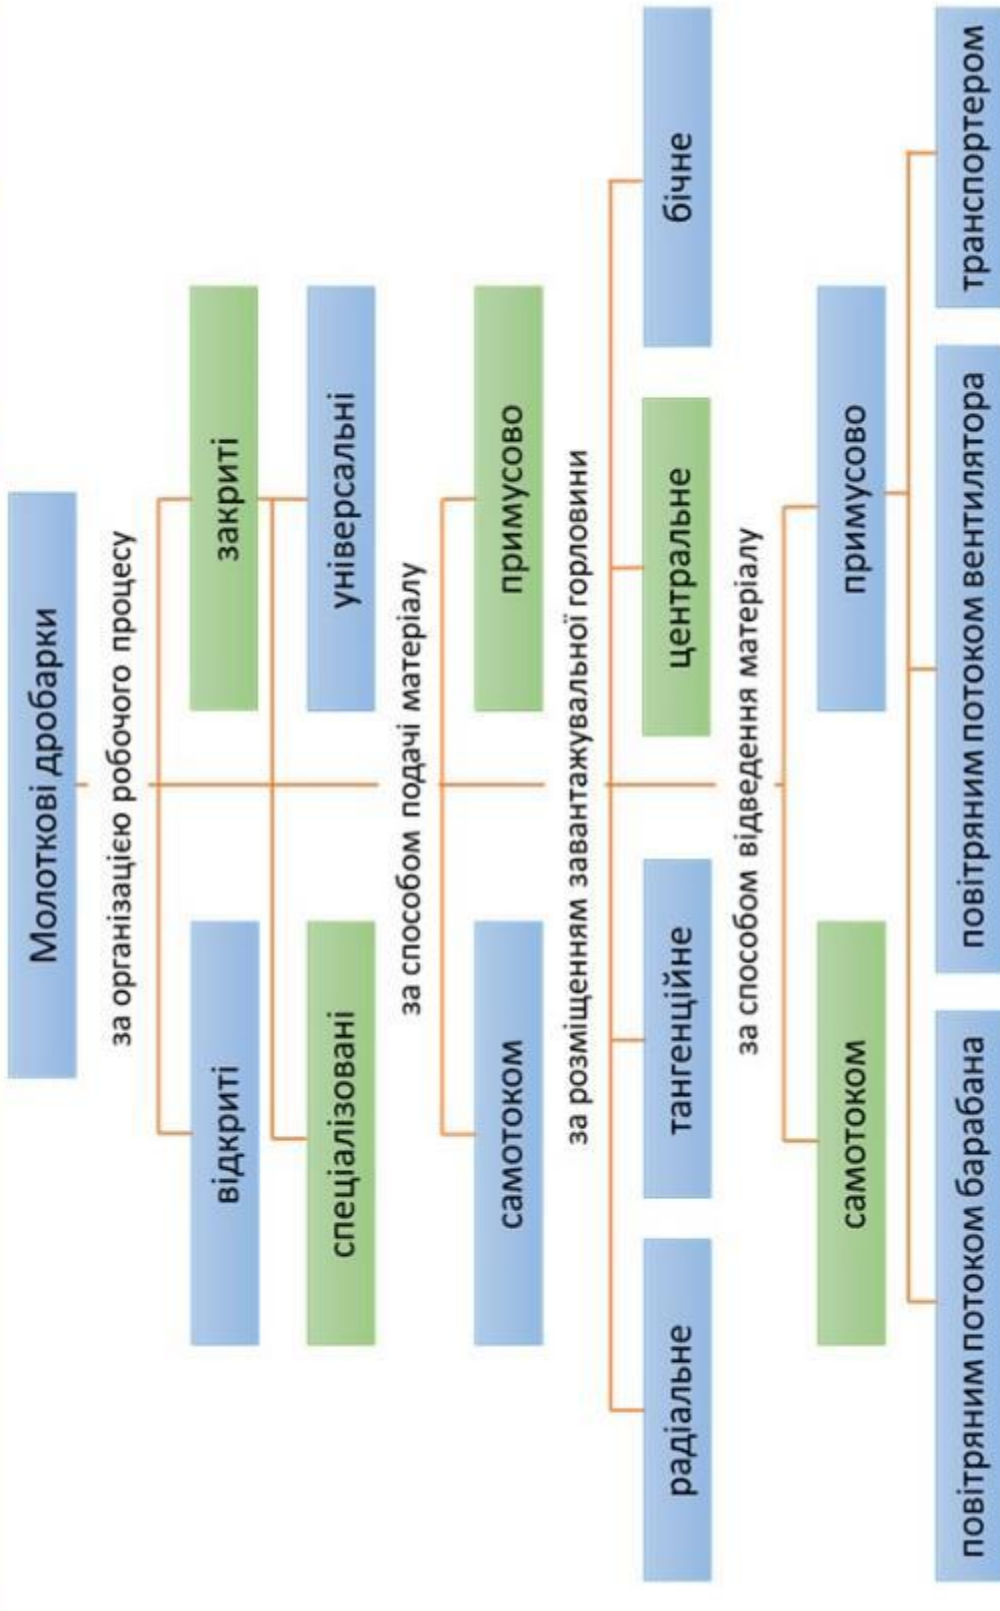 Молоткові дробарки
за організацією робочого процесу
відкриті
закриті
спеціалізовані
універсальні
за способом подачі матеріалу
самотоком
примусово
за розміщенням завантажувальної горловини
радіальне
тангенційне
центральне
бічне
за способом відведення матеріалу
самотоком
примусово
повітряним потоком барабана
повітряним потоком вентилятора
транспортером